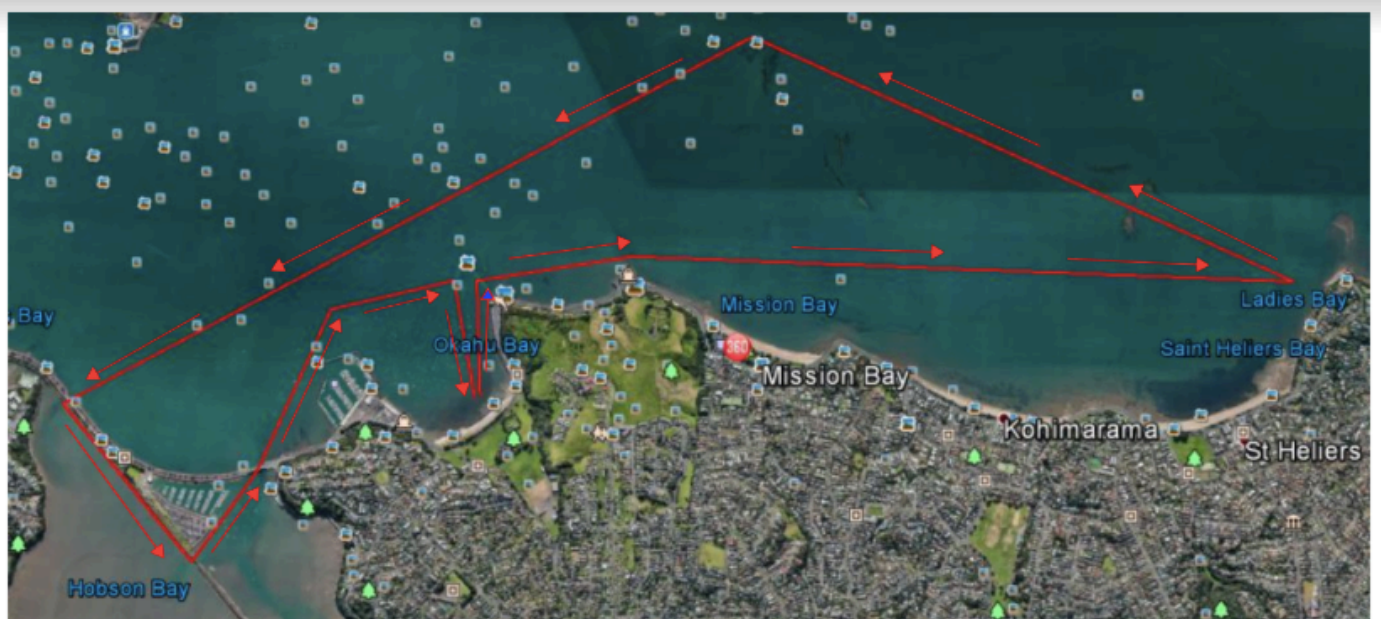 Bay
Mission Bay
Ladies Bay
Okahu Bay
Saint Heliers Bay
360
Mission Bay
Kohimarama
St Heliers
Hobson Bay